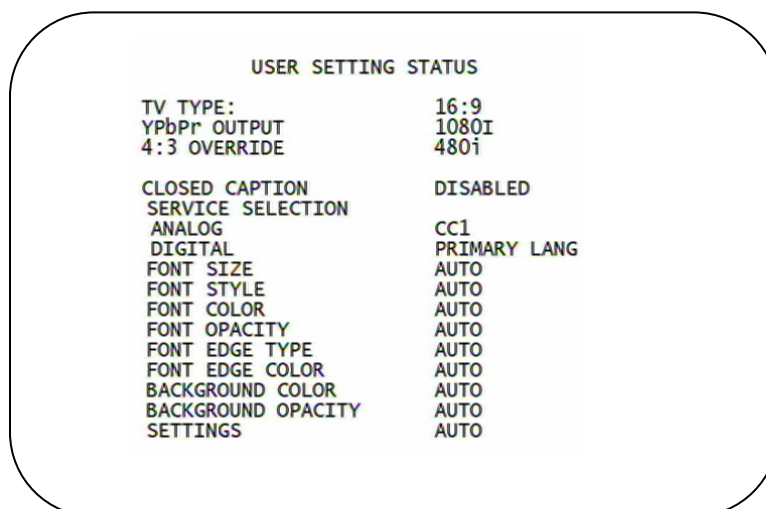 USER SETTING STATUS
TV TYPE: 16:9
YPbPr OUTPUT 1080I
4:3 OVERRIDE 480i
CLOSED CAPTION DISABLED
SERVICE SELECTION
ANALOG CC1
DIGITAL PRIMARY LANG
FONT SIZE AUTO
FONT STYLE AUTO
FONT COLOR AUTO
FONT OPACITY AUTO
FONT EDGE TYPE AUTO
FONT EDGE COLOR AUTO
BACKGROUND COLOR AUTO
BACKGROUND OPACITY AUTO
SETTINGS AUTO